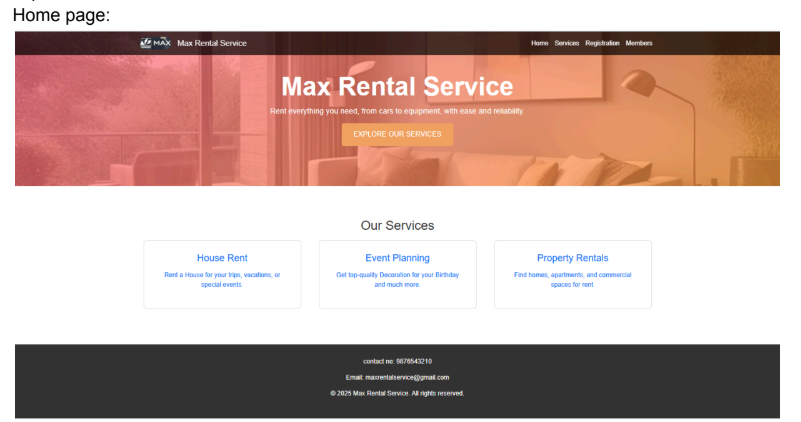 Home page:
MAX Max Rental Service Home Services Registration Members
Max Rental Service
Rent everything you need, from cars to equipment, with ease and reliability.
EXPLORE OUR SERVICES
Our Services
House Rent
Rent a House for your trips, vacations, or
special events.
Event Planning
Get top-quality Decoration for your Birthday
and much more.
Property Rentals
Find homes, apartments, and commercial
spaces for rent.
contact no: 9876543210
Email: maxrentalservice@gmail.com
© 2025 Max Rental Service. All rights reserved.